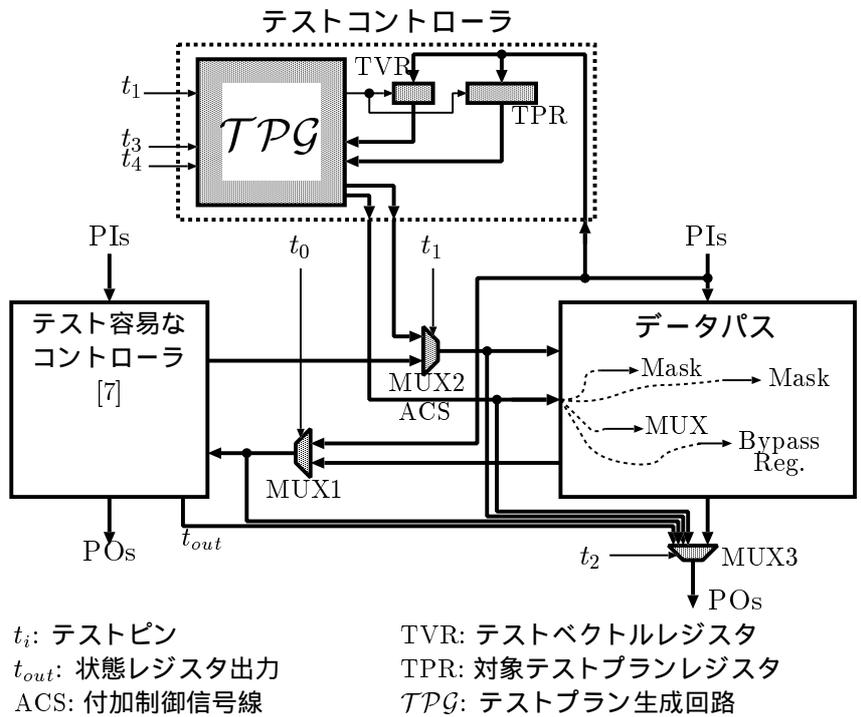 テストコントローラ
TVR
t1
TPG
TPR
t3
t4
PIs
t0
t1
PIs
テスト容易な
コントローラ
[7]
データパス
Mask
Mask
MUX2
ACS
MUX
Bypass
Reg.
MUX1
tout
POs
t2
MUX3
POs
ti: テストピン
TVR: テストベクトルレジスタ
tout: 状態レジスタ出力
TPR: 対象テストプランレジスタ
ACS: 付加制御信号線
TPG: テストプラン生成回路